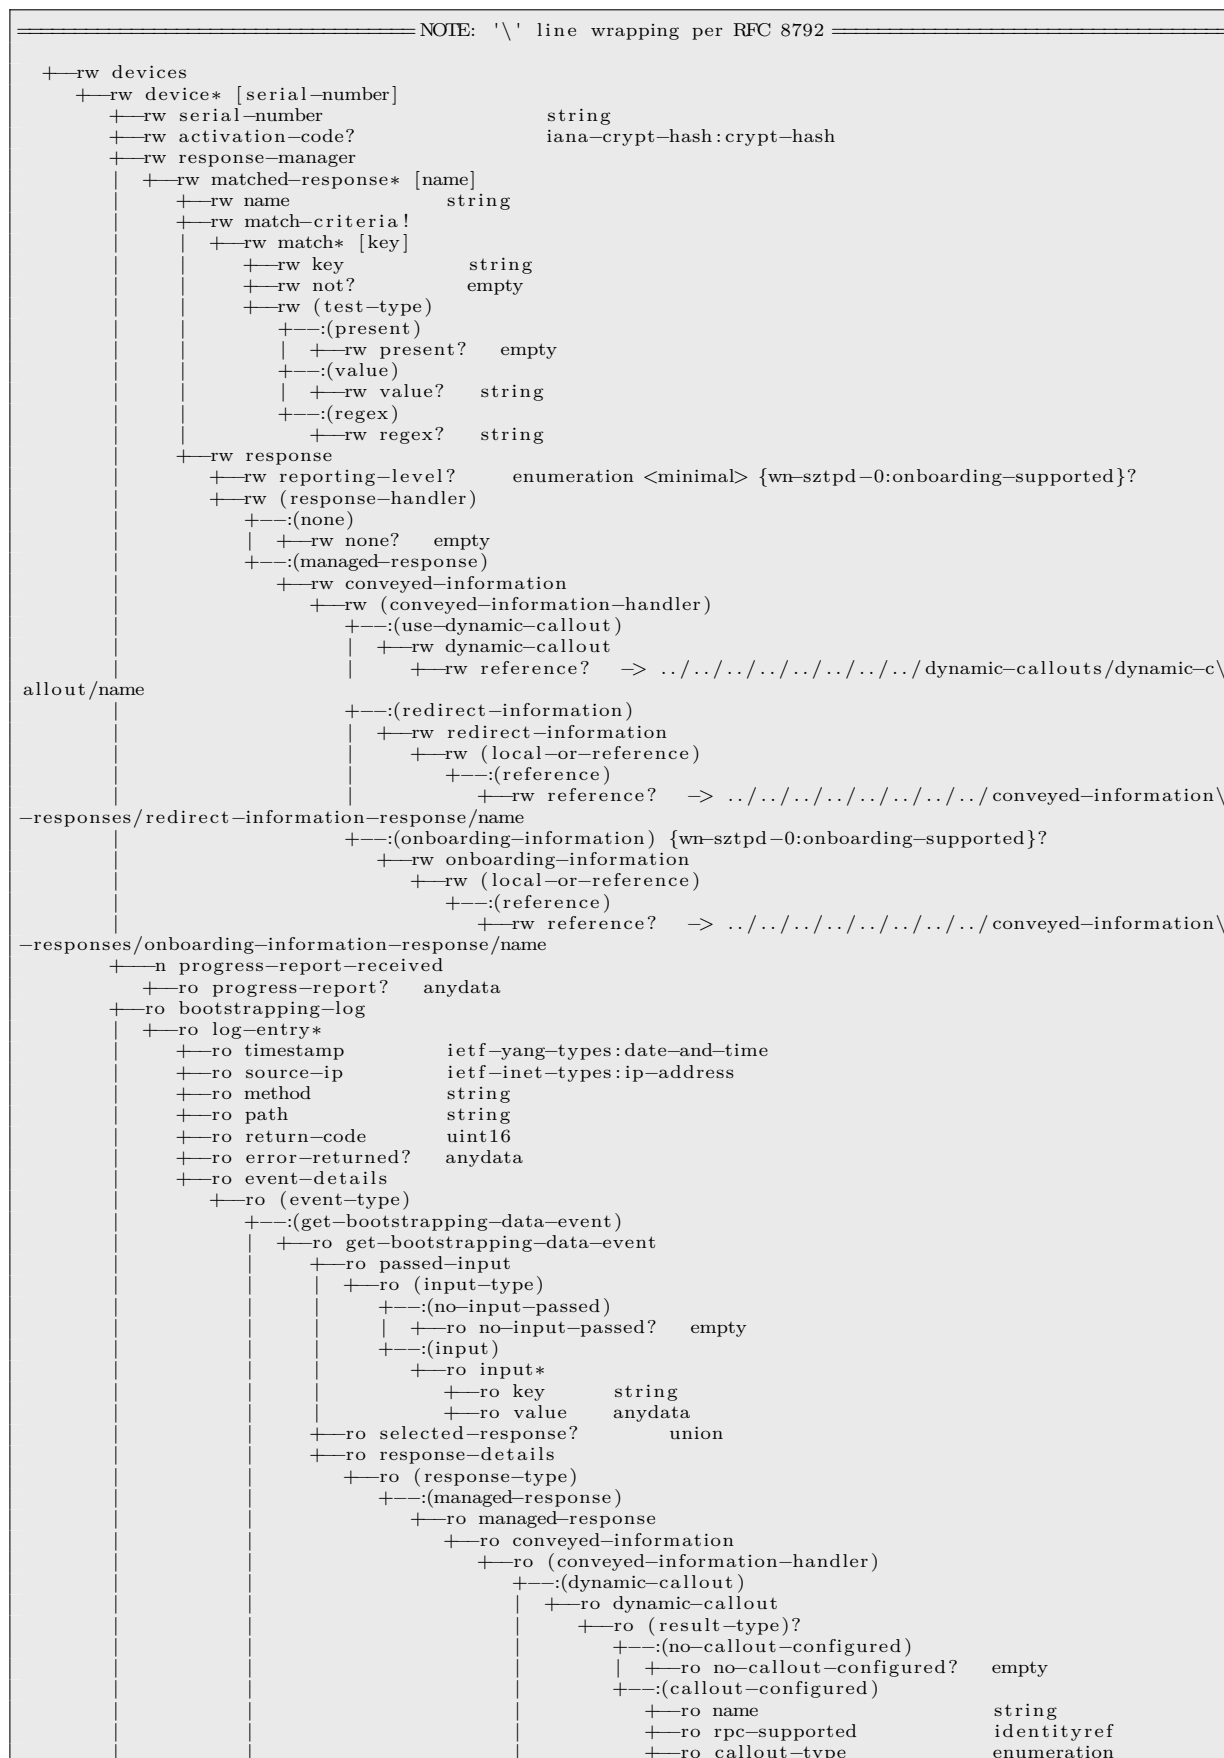 =============== NOTE: '\' line wrapping per RFC 8792 ===============
  +--rw devices
     +--rw device* [serial-number]
        +--rw serial-number                      string
        +--rw activation-code?                   iana-crypt-hash:crypt-hash
        +--rw response-manager
        |  +--rw matched-response* [name]
        |     +--rw name              string
        |     +--rw match-criteria!
        |     |  +--rw match* [key]
        |     |     +--rw key           string
        |     |     +--rw not?          empty
        |     |     +--rw (test-type)
        |     |        +--:(present)
        |     |        |  +--rw present?   empty
        |     |        +--:(value)
        |     |        |  +--rw value?   string
        |     |        +--:(regex)
        |     |           +--rw regex?   string
        |     +--rw response
        |        +--rw reporting-level?     enumeration <minimal> {wn-sztpd-0:onboarding-supported}?
        |        +--rw (response-handler)
        |           +--:(none)
        |           |  +--rw none?   empty
        |           +--:(managed-response)
        |              +--rw conveyed-information
        |                 +--rw (conveyed-information-handler)
        |                    +--:(use-dynamic-callout)
        |                    |  +--rw dynamic-callout
        |                    |     +--rw reference?   -> ../../../../../../../../dynamic-callouts/dynamic-c\
allout/name
        |                    +--:(redirect-information)
        |                    |  +--rw redirect-information
        |                    |     +--rw (local-or-reference)
        |                    |        +--:(reference)
        |                    |           +--rw reference?   -> ../../../../../../../../conveyed-information\
-responses/redirect-information-response/name
        |                    +--:(onboarding-information) {wn-sztpd-0:onboarding-supported}?
        |                       +--rw onboarding-information
        |                          +--rw (local-or-reference)
        |                             +--:(reference)
        |                                +--rw reference?   -> ../../../../../../../../conveyed-information\
-responses/onboarding-information-response/name
        +---n progress-report-received
           +--ro progress-report?   anydata
        +--ro bootstrapping-log
        |  +--ro log-entry*
        |     +--ro timestamp         ietf-yang-types:date-and-time
        |     +--ro source-ip         ietf-inet-types:ip-address
        |     +--ro method            string
        |     +--ro path              string
        |     +--ro return-code       uint16
        |     +--ro error-returned?   anydata
        |     +--ro event-details
        |        +--ro (event-type)
        |           +--:(get-bootstrapping-data-event)
        |           |  +--ro get-bootstrapping-data-event
        |           |     +--ro passed-input
        |           |     |  +--ro (input-type)
        |           |     |     +--:(no-input-passed)
        |           |     |     |  +--ro no-input-passed?   empty
        |           |     |     +--:(input)
        |           |     |        +--ro input*
        |           |     |           +--ro key      string
        |           |     |           +--ro value    anydata
        |           |     +--ro selected-response?        union
        |           |     +--ro response-details
        |           |        +--ro (response-type)
        |           |           +--:(managed-response)
        |           |              +--ro managed-response
        |           |                 +--ro conveyed-information
        |           |                    +--ro (conveyed-information-handler)
        |           |                       +--:(dynamic-callout)
        |           |                       |  +--ro dynamic-callout
        |           |                       |     +--ro (result-type)?
        |           |                       |        +--:(no-callout-configured)
        |           |                       |        |  +--ro no-callout-configured?   empty
        |           |                       |        +--:(callout-configured)
        |           |                       |           +--ro name                     string
        |           |                       |           +--ro rpc-supported            identityref
        |           |                       |           +--ro callout-type             enumeration